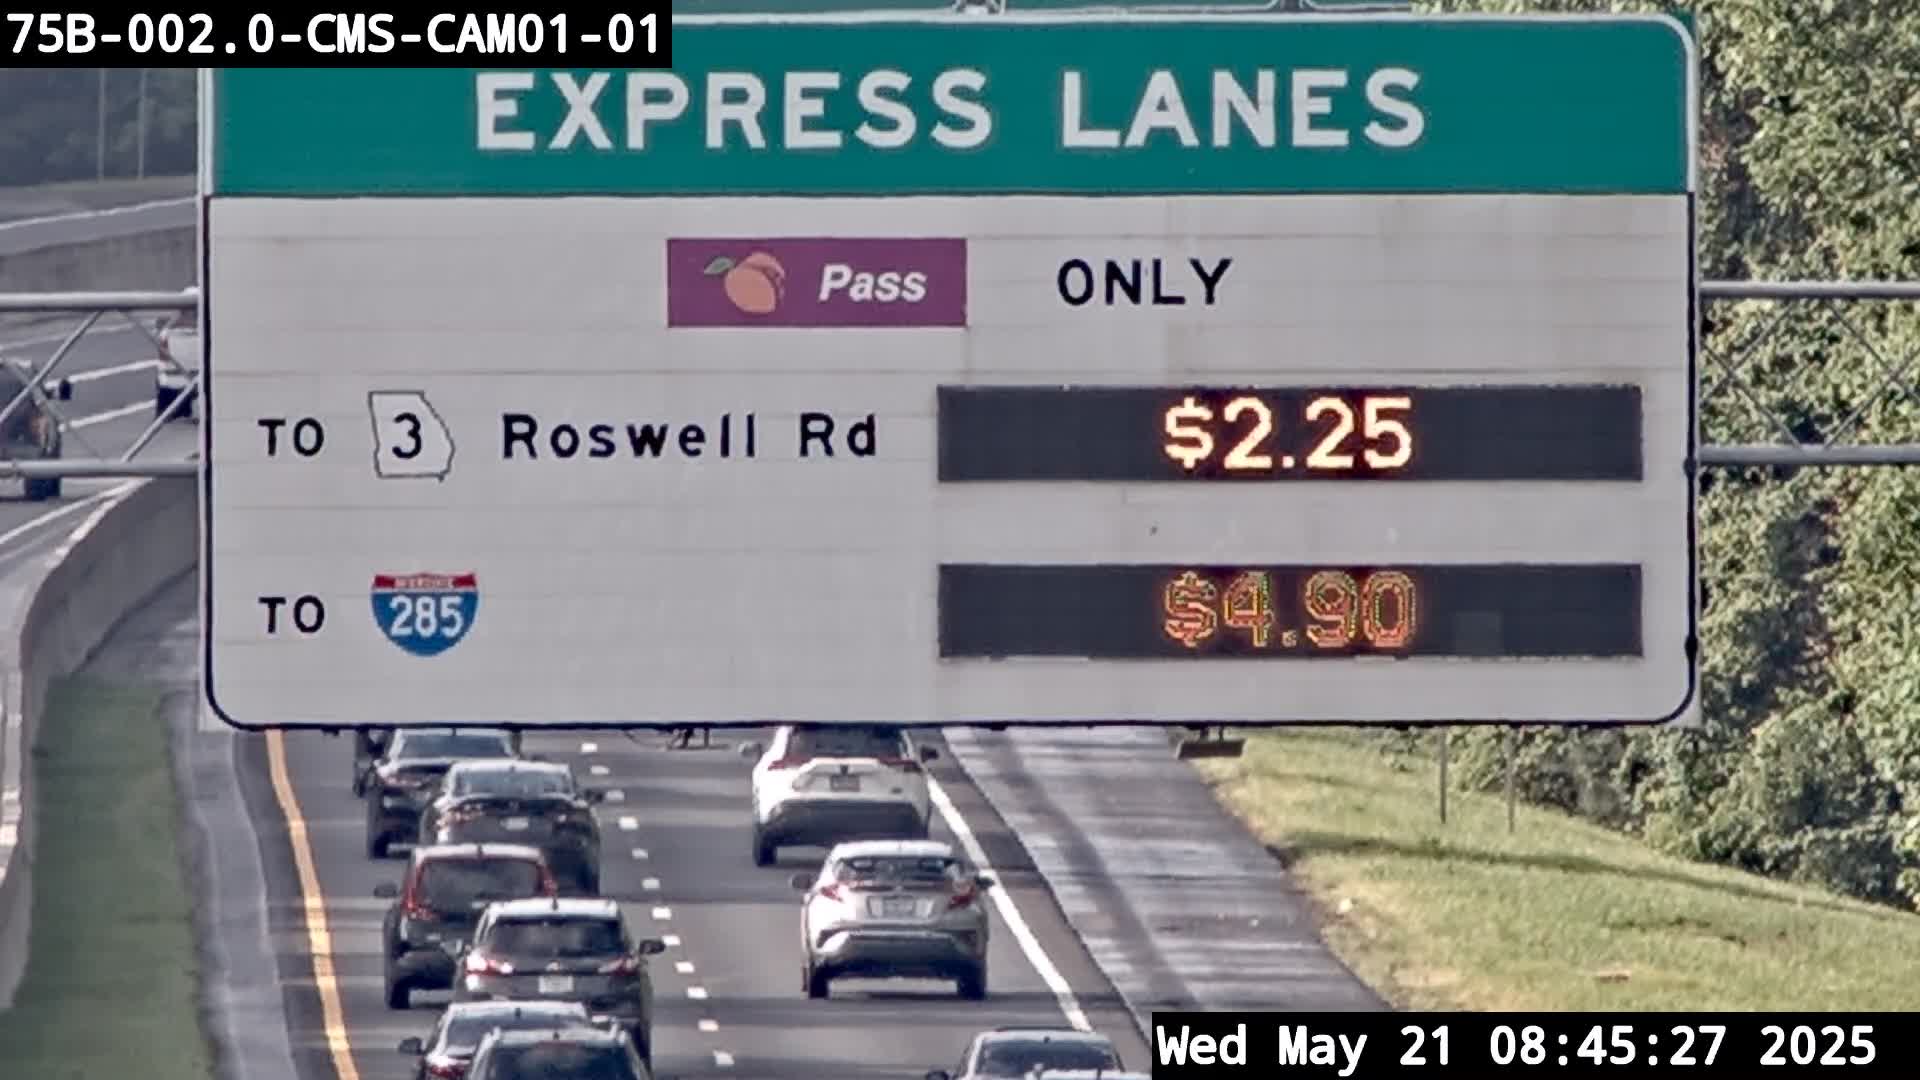 75B-002.0-CMS-CAM01-01
EXPRESS LANES
Pass ONLY
TO 3 Roswell Rd $2.25
TO 285 $4.90
Wed May 21 08:45:27 2025